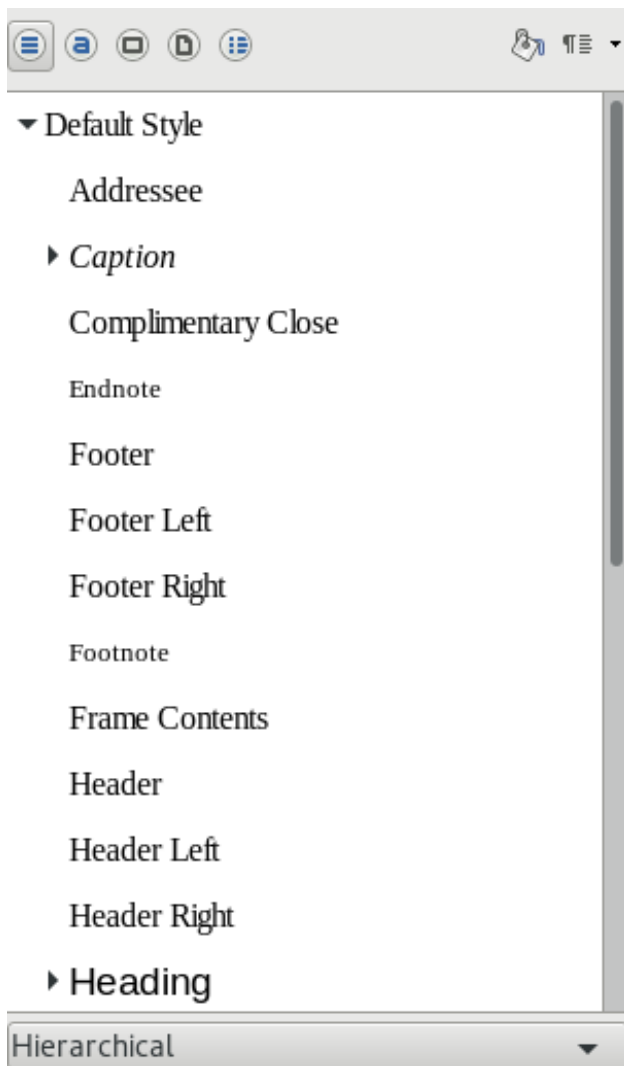 Default Style
Addressee
Caption
Complimentary Close
Endnote
Footer
Footer Left
Footer Right
Footnote
Frame Contents
Header
Header Left
Header Right
Heading
Hierarchical